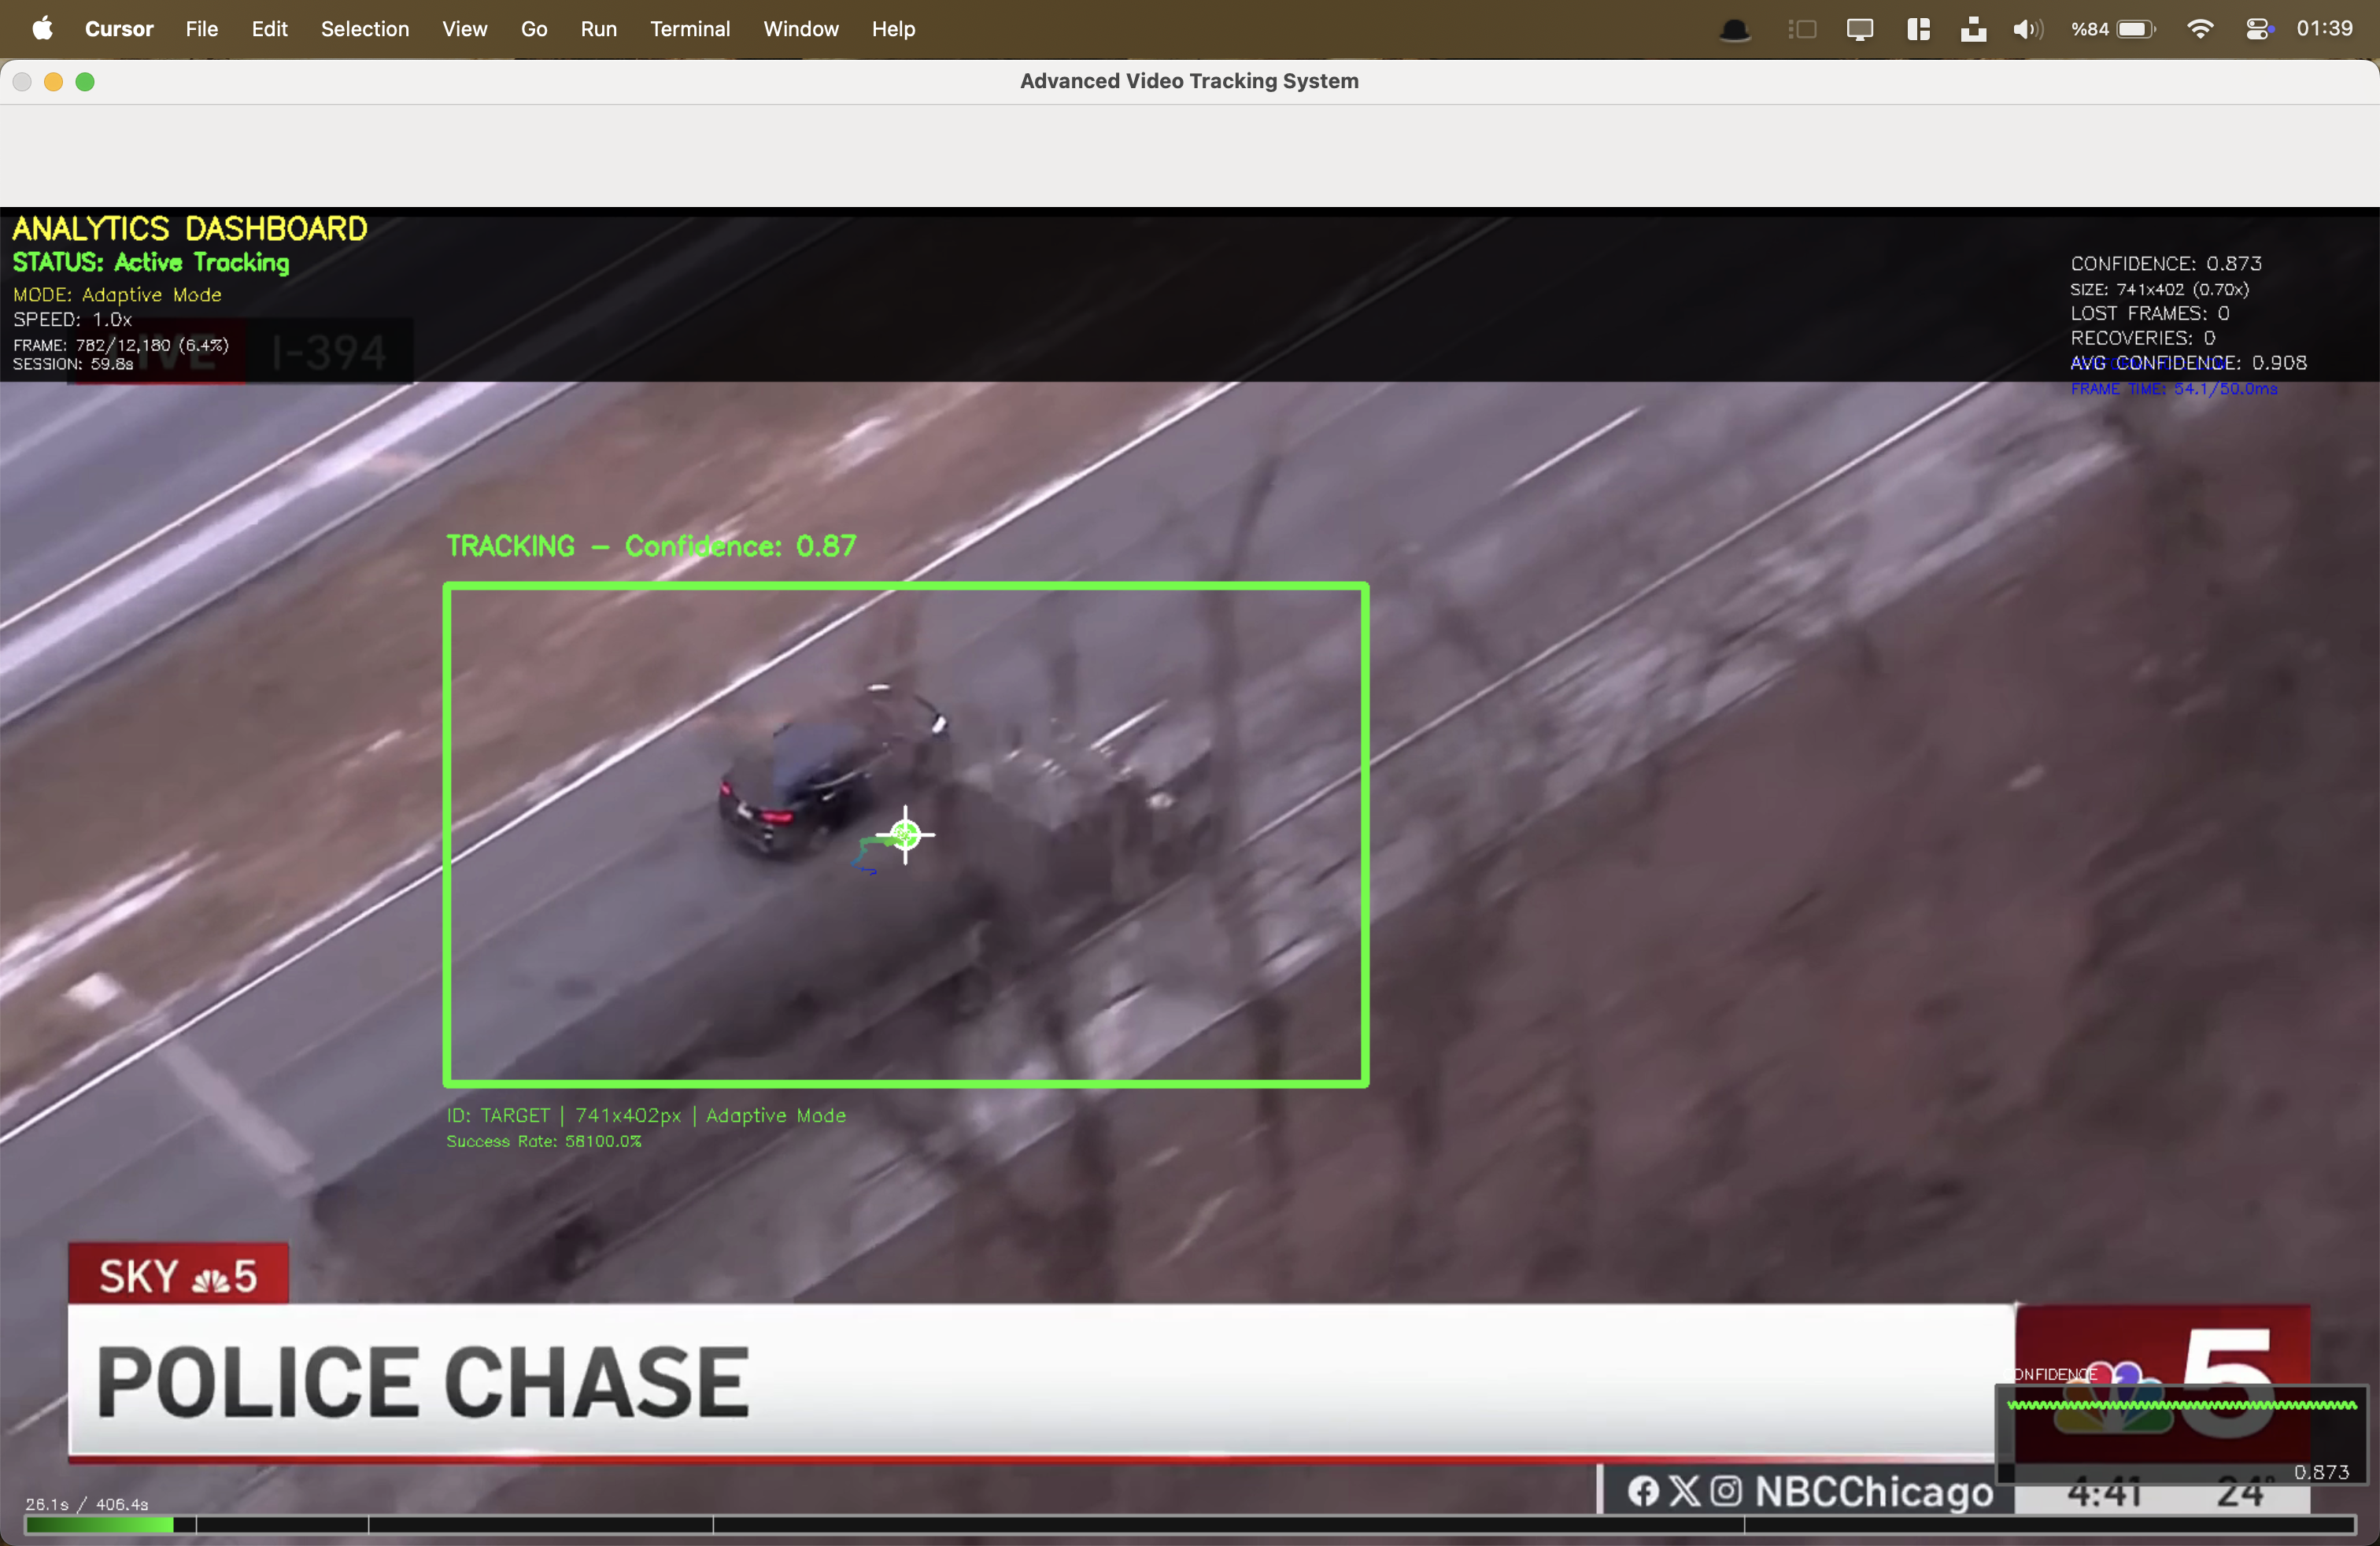 Cursor File Edit Selection View Go Run Terminal Window Help %84 01:39
Advanced Video Tracking System
ANALYTICS DASHBOARD
STATUS: Active Tracking
MODE: Adaptive Mode
SPEED: 1.0x
FRAME: 782/12,180 (6.4%)
SESSION: 59.8s
LIVE I-394
CONFIDENCE: 0.873
SIZE: 741x402 (0.70x)
LOST FRAMES: 0
RECOVERIES: 0
AVG CONFIDENCE: 0.908
FRAME TIME: 54.1/50.0ms
TRACKING - Confidence: 0.87
ID: TARGET | 741x402px | Adaptive Mode
Success Rate: 58100.0%
SKY 5
POLICE CHASE
5
ONFIDENCE
0.873
NBCChicago 4:41 24°
26.1s / 406.4s